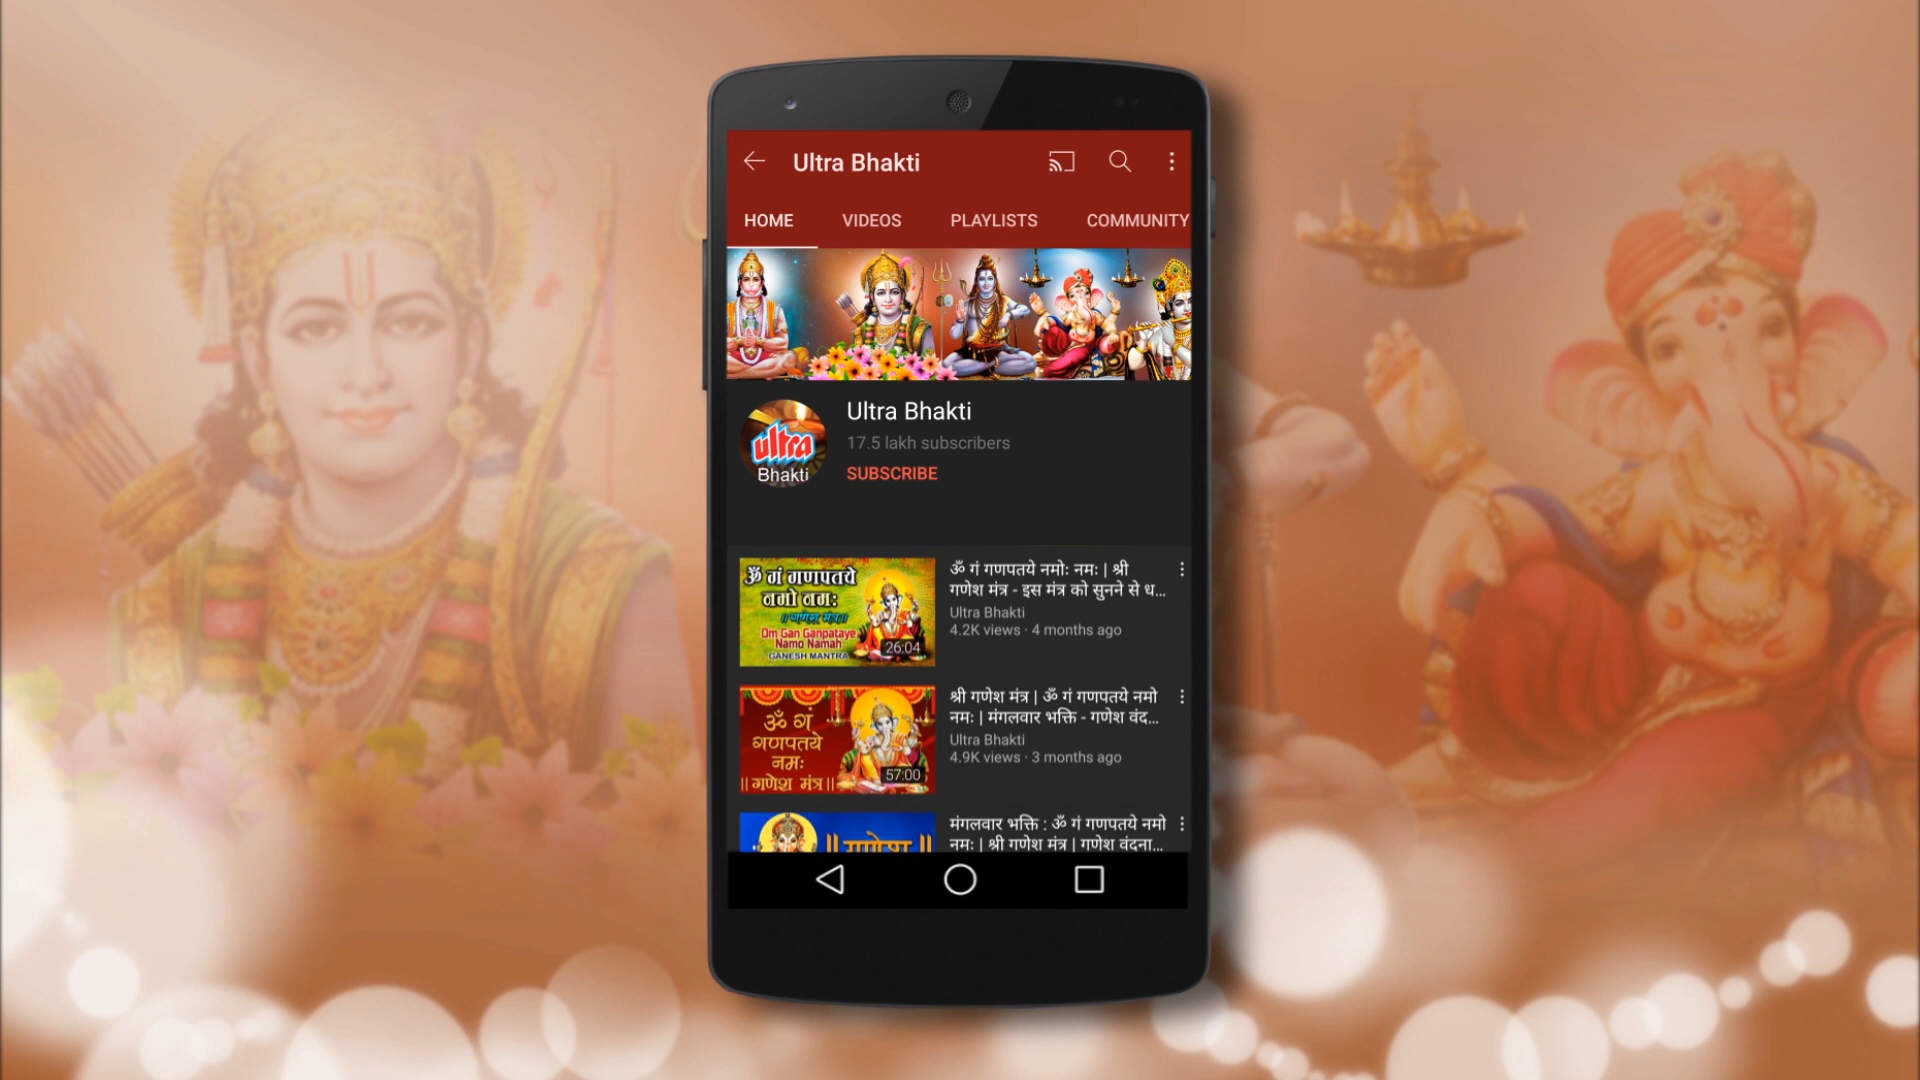 Ultra Bhakti
HOME VIDEOS PLAYLISTS COMMUNITY
ultra
Bhakti
Ultra Bhakti
17.5 lakh subscribers
SUBSCRIBE
ॐ गं गणपतये
नमो नमः
॥ गणेश मंत्र॥
Om Gan Ganpataye
Namo Namah
GANESH MANTRA
26:04
ॐ गं गणपतये नमोः नमः | श्री
गणेश मंत्र - इस मंत्र को सुनने से ध...
Ultra Bhakti
4.2K views · 4 months ago
ॐ गं
गणपतये
नमः
॥गणेश मंत्र॥
57:00
श्री गणेश मंत्र | ॐ गं गणपतये नमो
नमः | मंगलवार भक्ति - गणेश वंद...
Ultra Bhakti
4.9K views · 3 months ago
॥ गणेश ॥
मंगलवार भक्ति : ॐ गं गणपतये नमो
नमः | श्री गणेश मंत्र | गणेश वंदना...